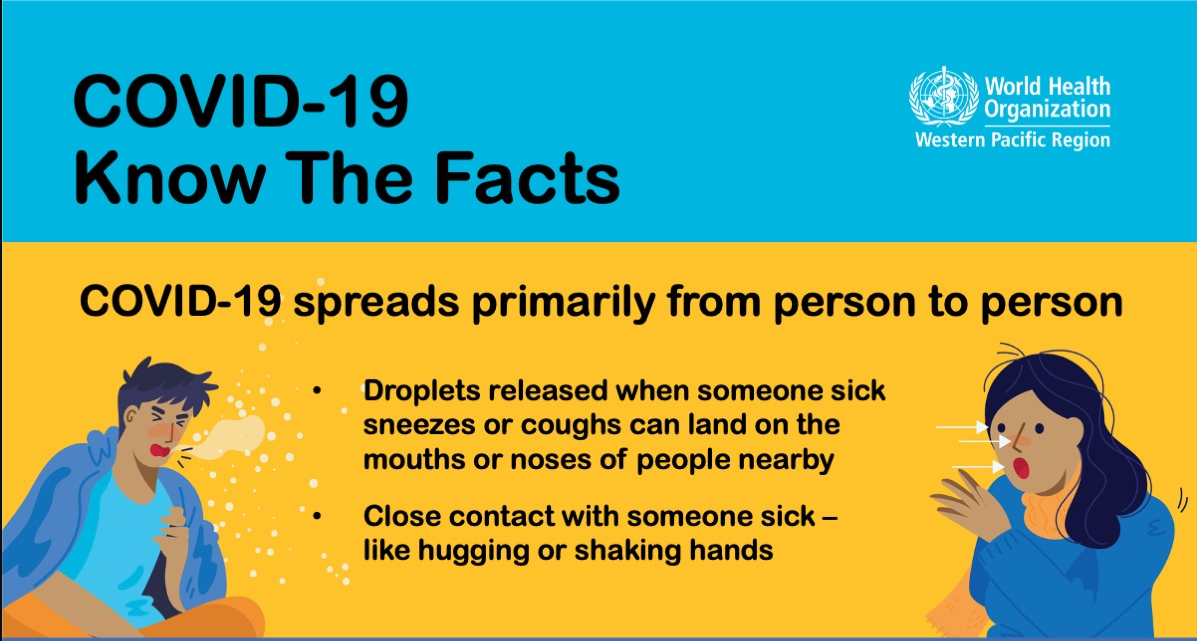 COVID-19
Know The Facts
World Health
Organization
Western Pacific Region
COVID-19 spreads primarily from person to person
• Droplets released when someone sick
sneezes or coughs can land on the
mouths or noses of people nearby
• Close contact with someone sick –
like hugging or shaking hands